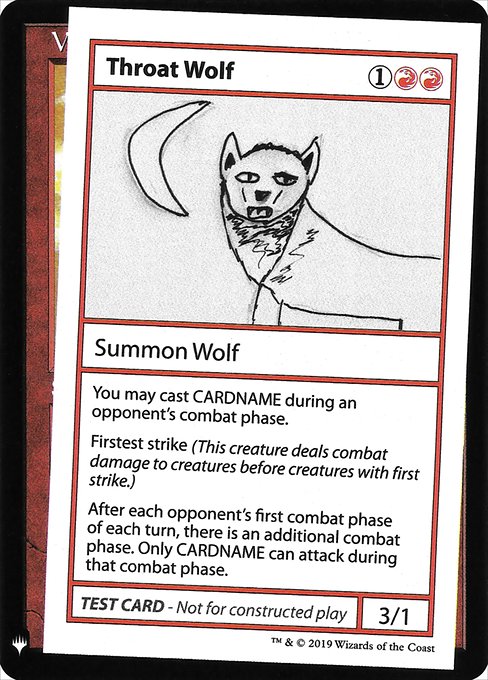 V
Throat Wolf
1
Summon Wolf
You may cast CARDNAME during an
opponent's combat phase.
Firstest strike (This creature deals combat
damage to creatures before creatures with first
strike.)
After each opponent's first combat phase
of each turn, there is an additional combat
phase. Only CARDNAME can attack during
that combat phase.
TEST CARD - Not for constructed play
3/1
™ & © 2019 Wizards of the Coast